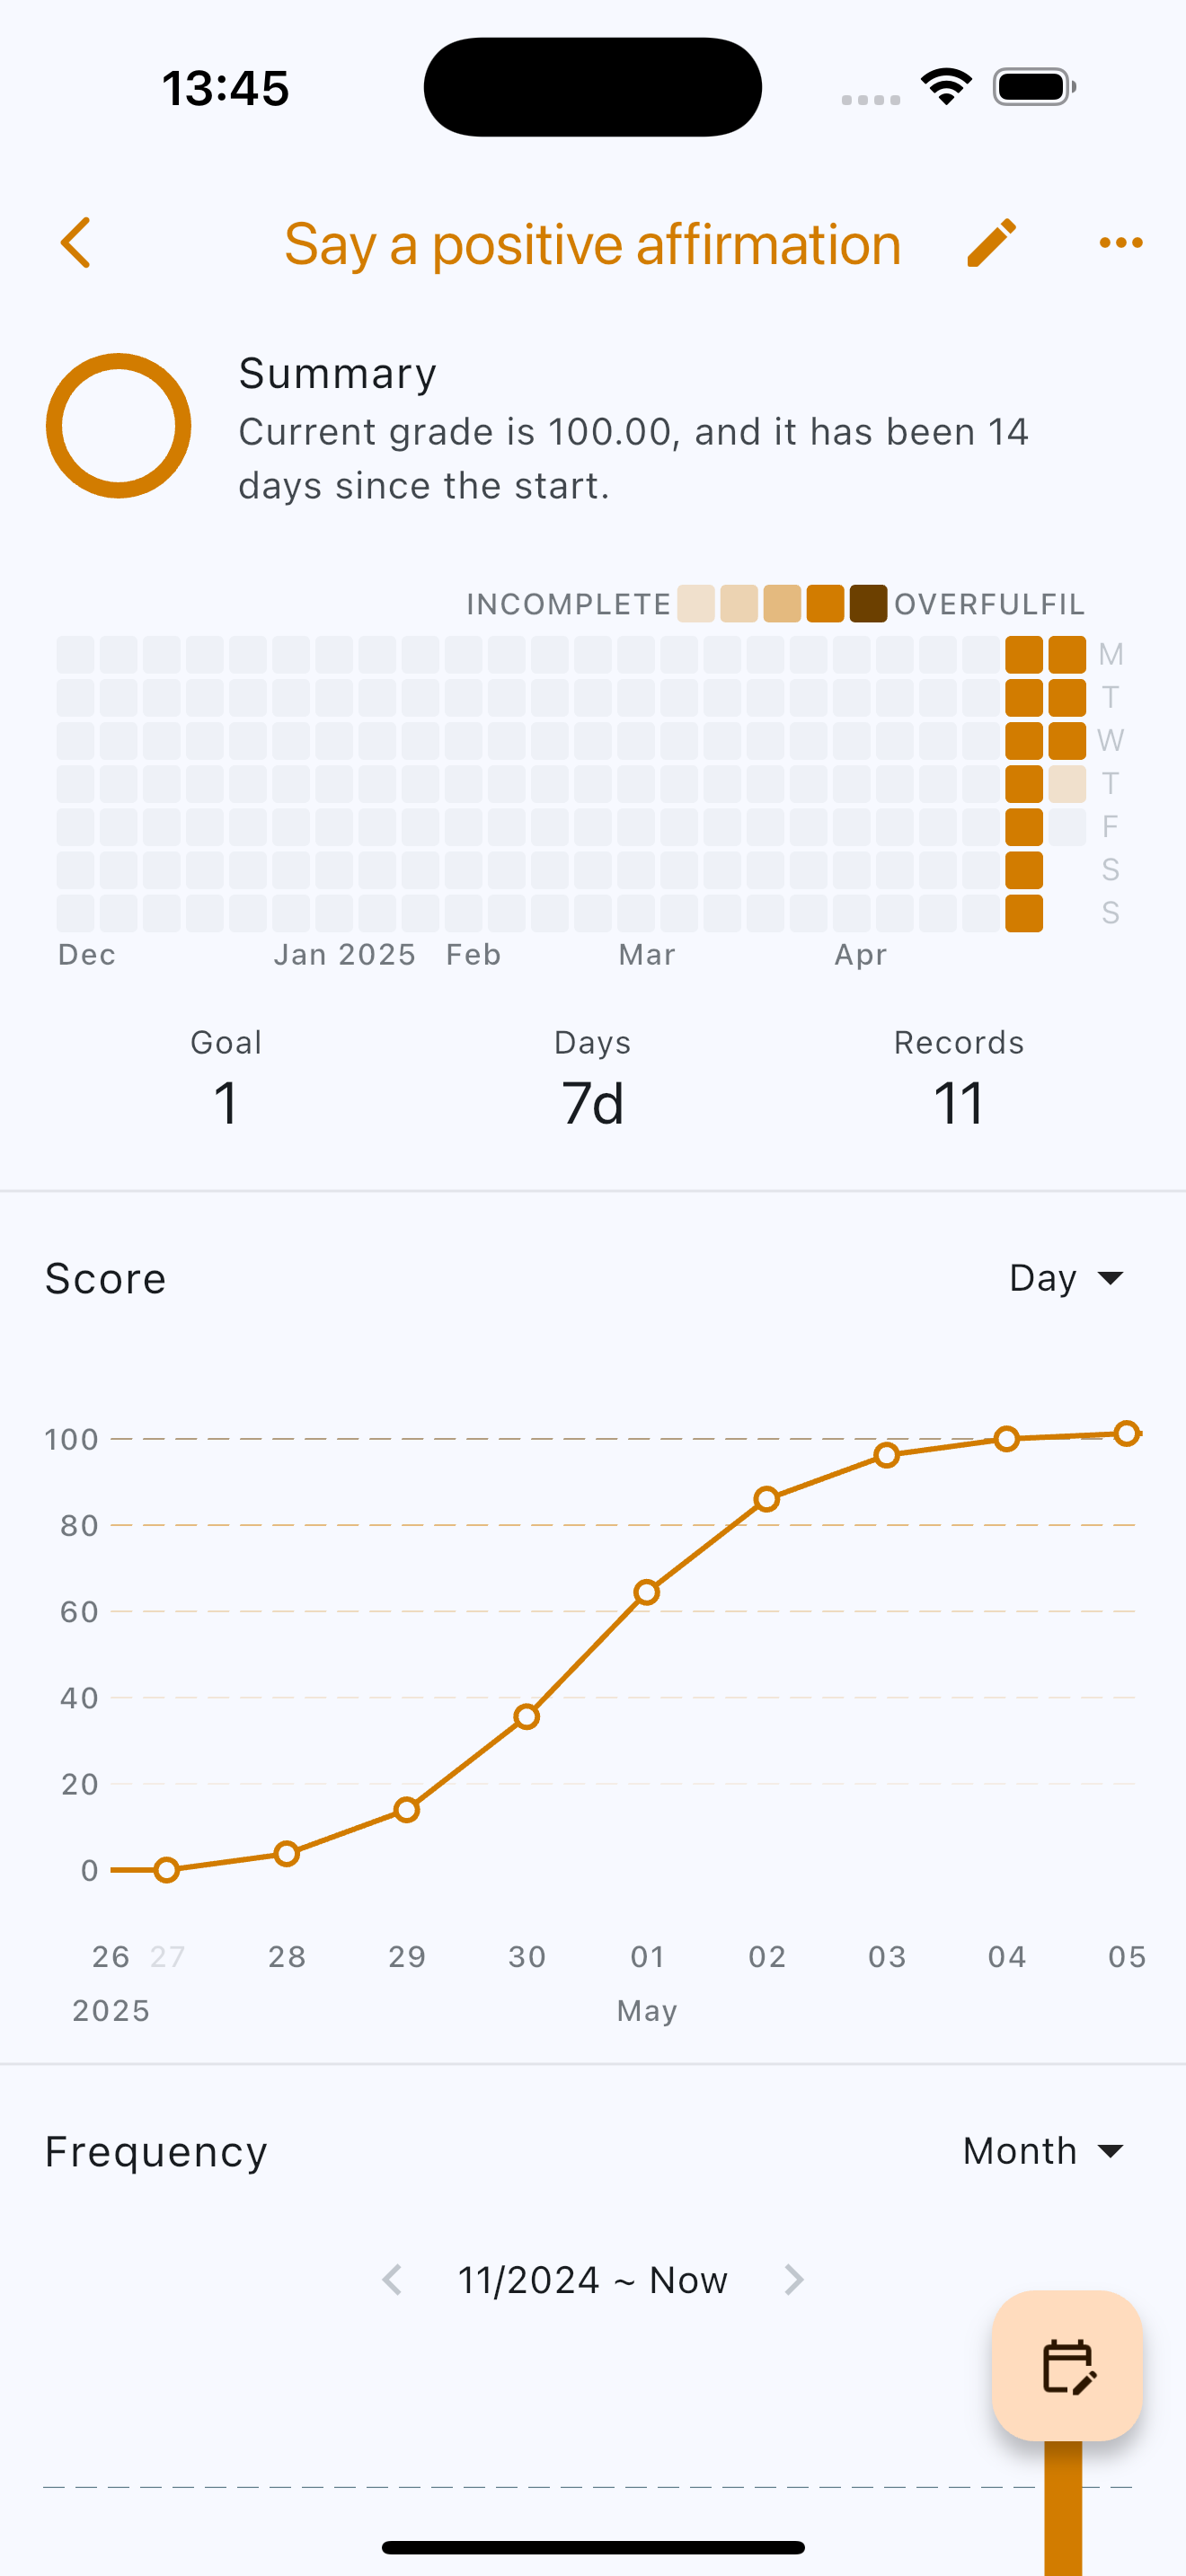 13:45
Say a positive affirmation
Summary
Current grade is 100.00, and it has been 14
days since the start.
INCOMPLETE OVERFULFIL
M
T
W
T
F
S
S
Dec Jan 2025 Feb Mar Apr
Goal Days Records
1 7d 11
Score Day
100
80
60
40
20
0
26 27 28 29 30 01 02 03 04 05
2025 May
Frequency Month
11/2024 ~ Now